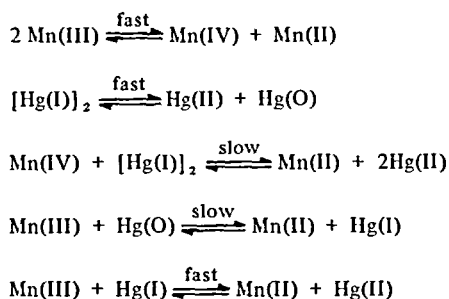 2 Mn(III) ⇌ Mn(IV) + Mn(II) fast
[Hg(I)]₂ ⇌ Hg(II) + Hg(O) fast
Mn(IV) + [Hg(I)]₂ ⇌ Mn(II) + 2Hg(II) slow
Mn(III) + Hg(O) ⇌ Mn(II) + Hg(I) slow
Mn(III) + Hg(I) ⇌ Mn(II) + Hg(II) fast